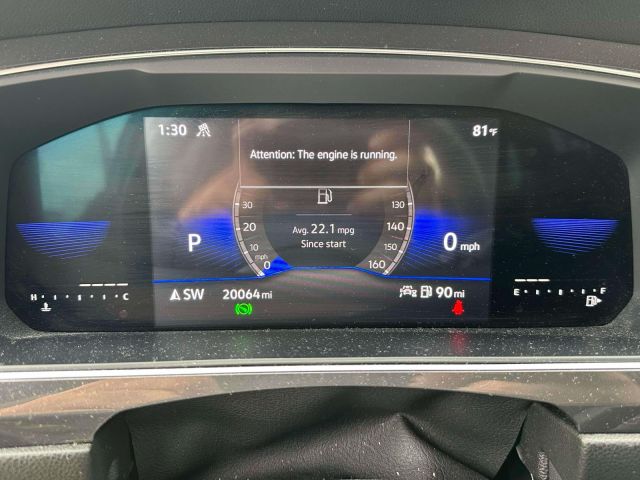 1:30
81°F
Attention: The engine is running.
30
130
20
Avg. 22.1 mpg
140
P
Since start
0 mph
10
150
mph
0
160
H C
E F
SW
20064 mi
90 mi